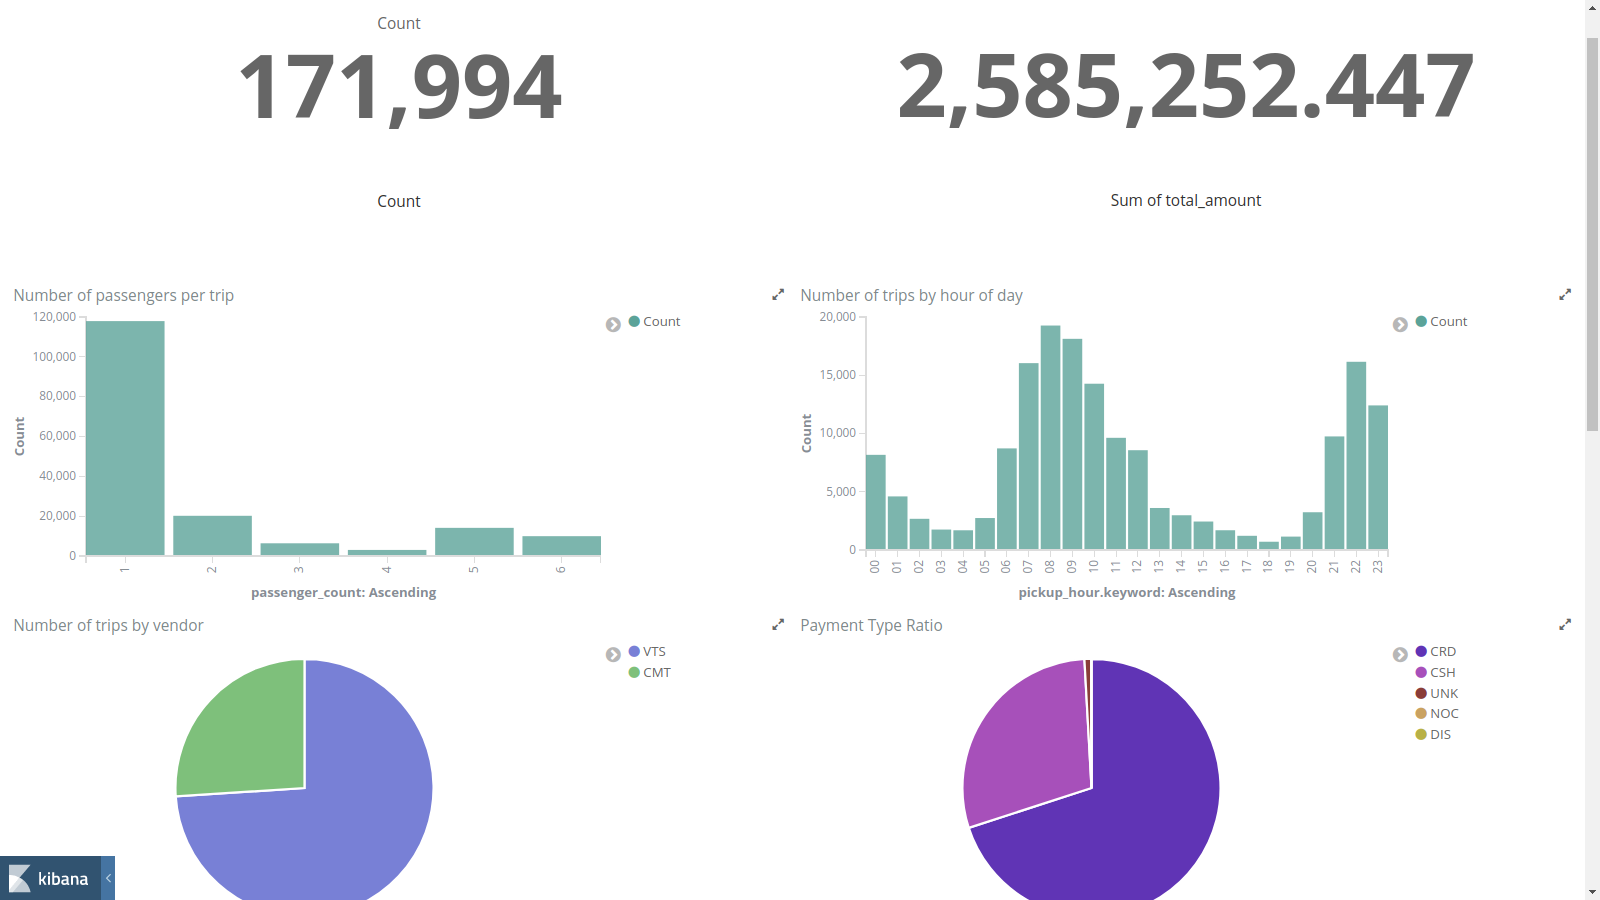 Count
171,994
Count
2,585,252.447
Sum of total_amount
Number of passengers per trip
120,000
100,000
80,000
60,000
40,000
20,000
0
Count
1 2 3 4 5 6
passenger_count: Ascending
Count
Number of trips by hour of day
20,000
15,000
10,000
5,000
0
Count
00 01 02 03 04 05 06 07 08 09 10 11 12 13 14 15 16 17 18 19 20 21 22 23
pickup_hour.keyword: Ascending
Count
Number of trips by vendor
VTS
CMT
Payment Type Ratio
CRD
CSH
UNK
NOC
DIS
kibana